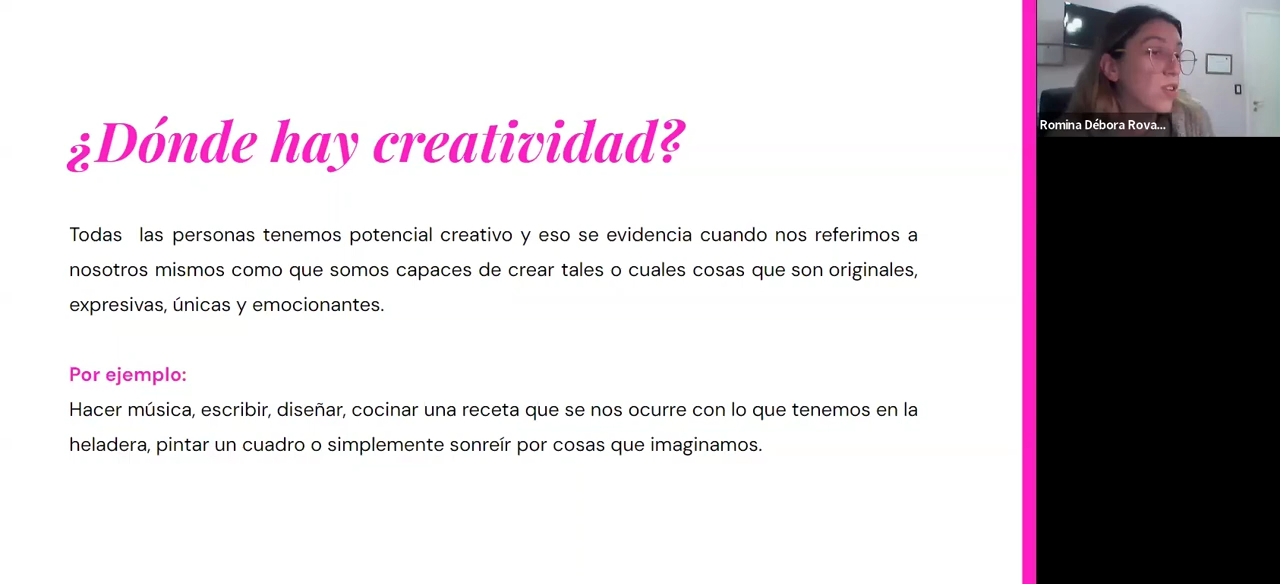 ¿Dónde hay creatividad?
Todas las personas tenemos potencial creativo y eso se evidencia cuando nos referimos a
nosotros mismos como que somos capaces de crear tales o cuales cosas que son originales,
expresivas, únicas y emocionantes.
Por ejemplo:
Hacer música, escribir, diseñar, cocinar una receta que se nos ocurre con lo que tenemos en la
heladera, pintar un cuadro o simplemente sonreír por cosas que imaginamos.
Romina Débora Rova...